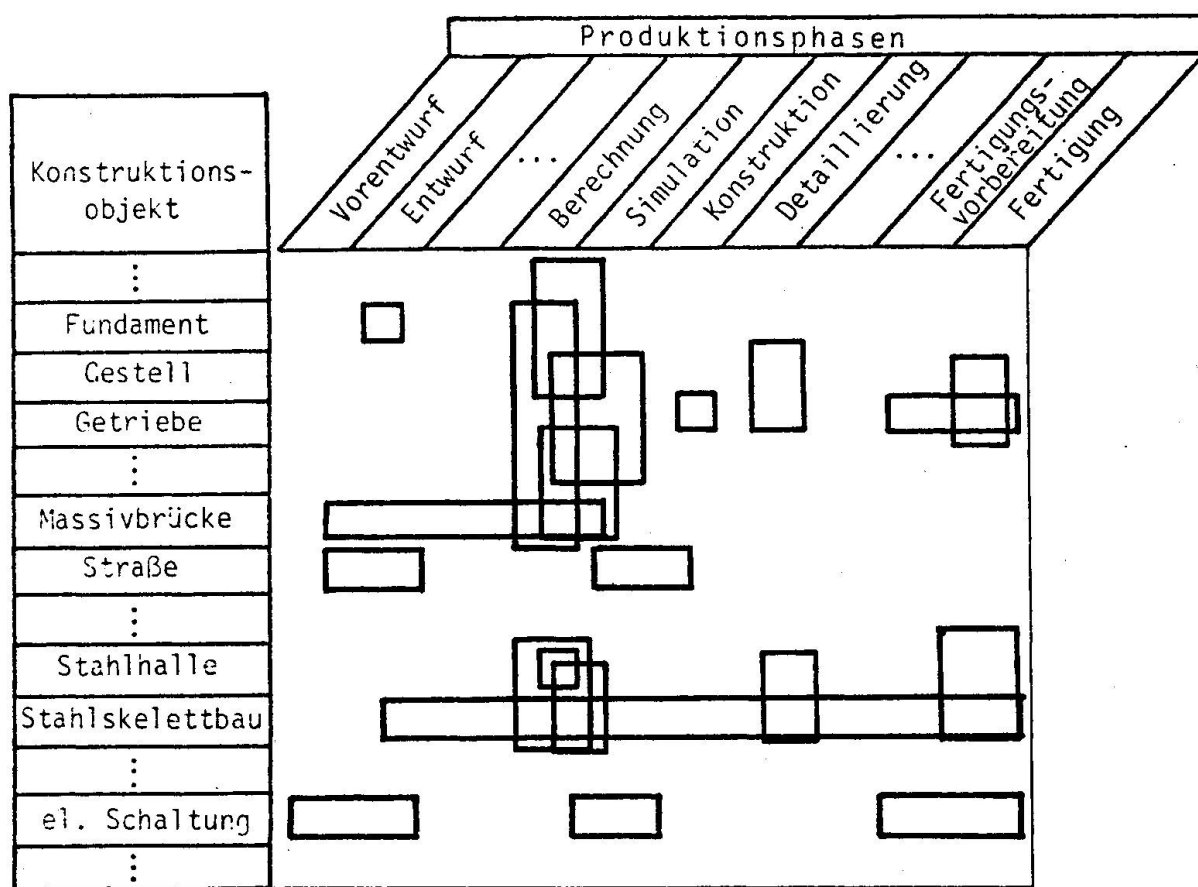 Produktionsphasen
Vorentwurf
Entwurf
...
Berechnung
Simulation
Konstruktion
Detaillierung
...
Fertigungs-
vorbereitung
Fertigung
Konstruktions-
objekt
⋮
Fundament
Gestell
Getriebe
⋮
Massivbrücke
Straße
⋮
Stahlhalle
Stahlskelettbau
⋮
el. Schaltung
⋮